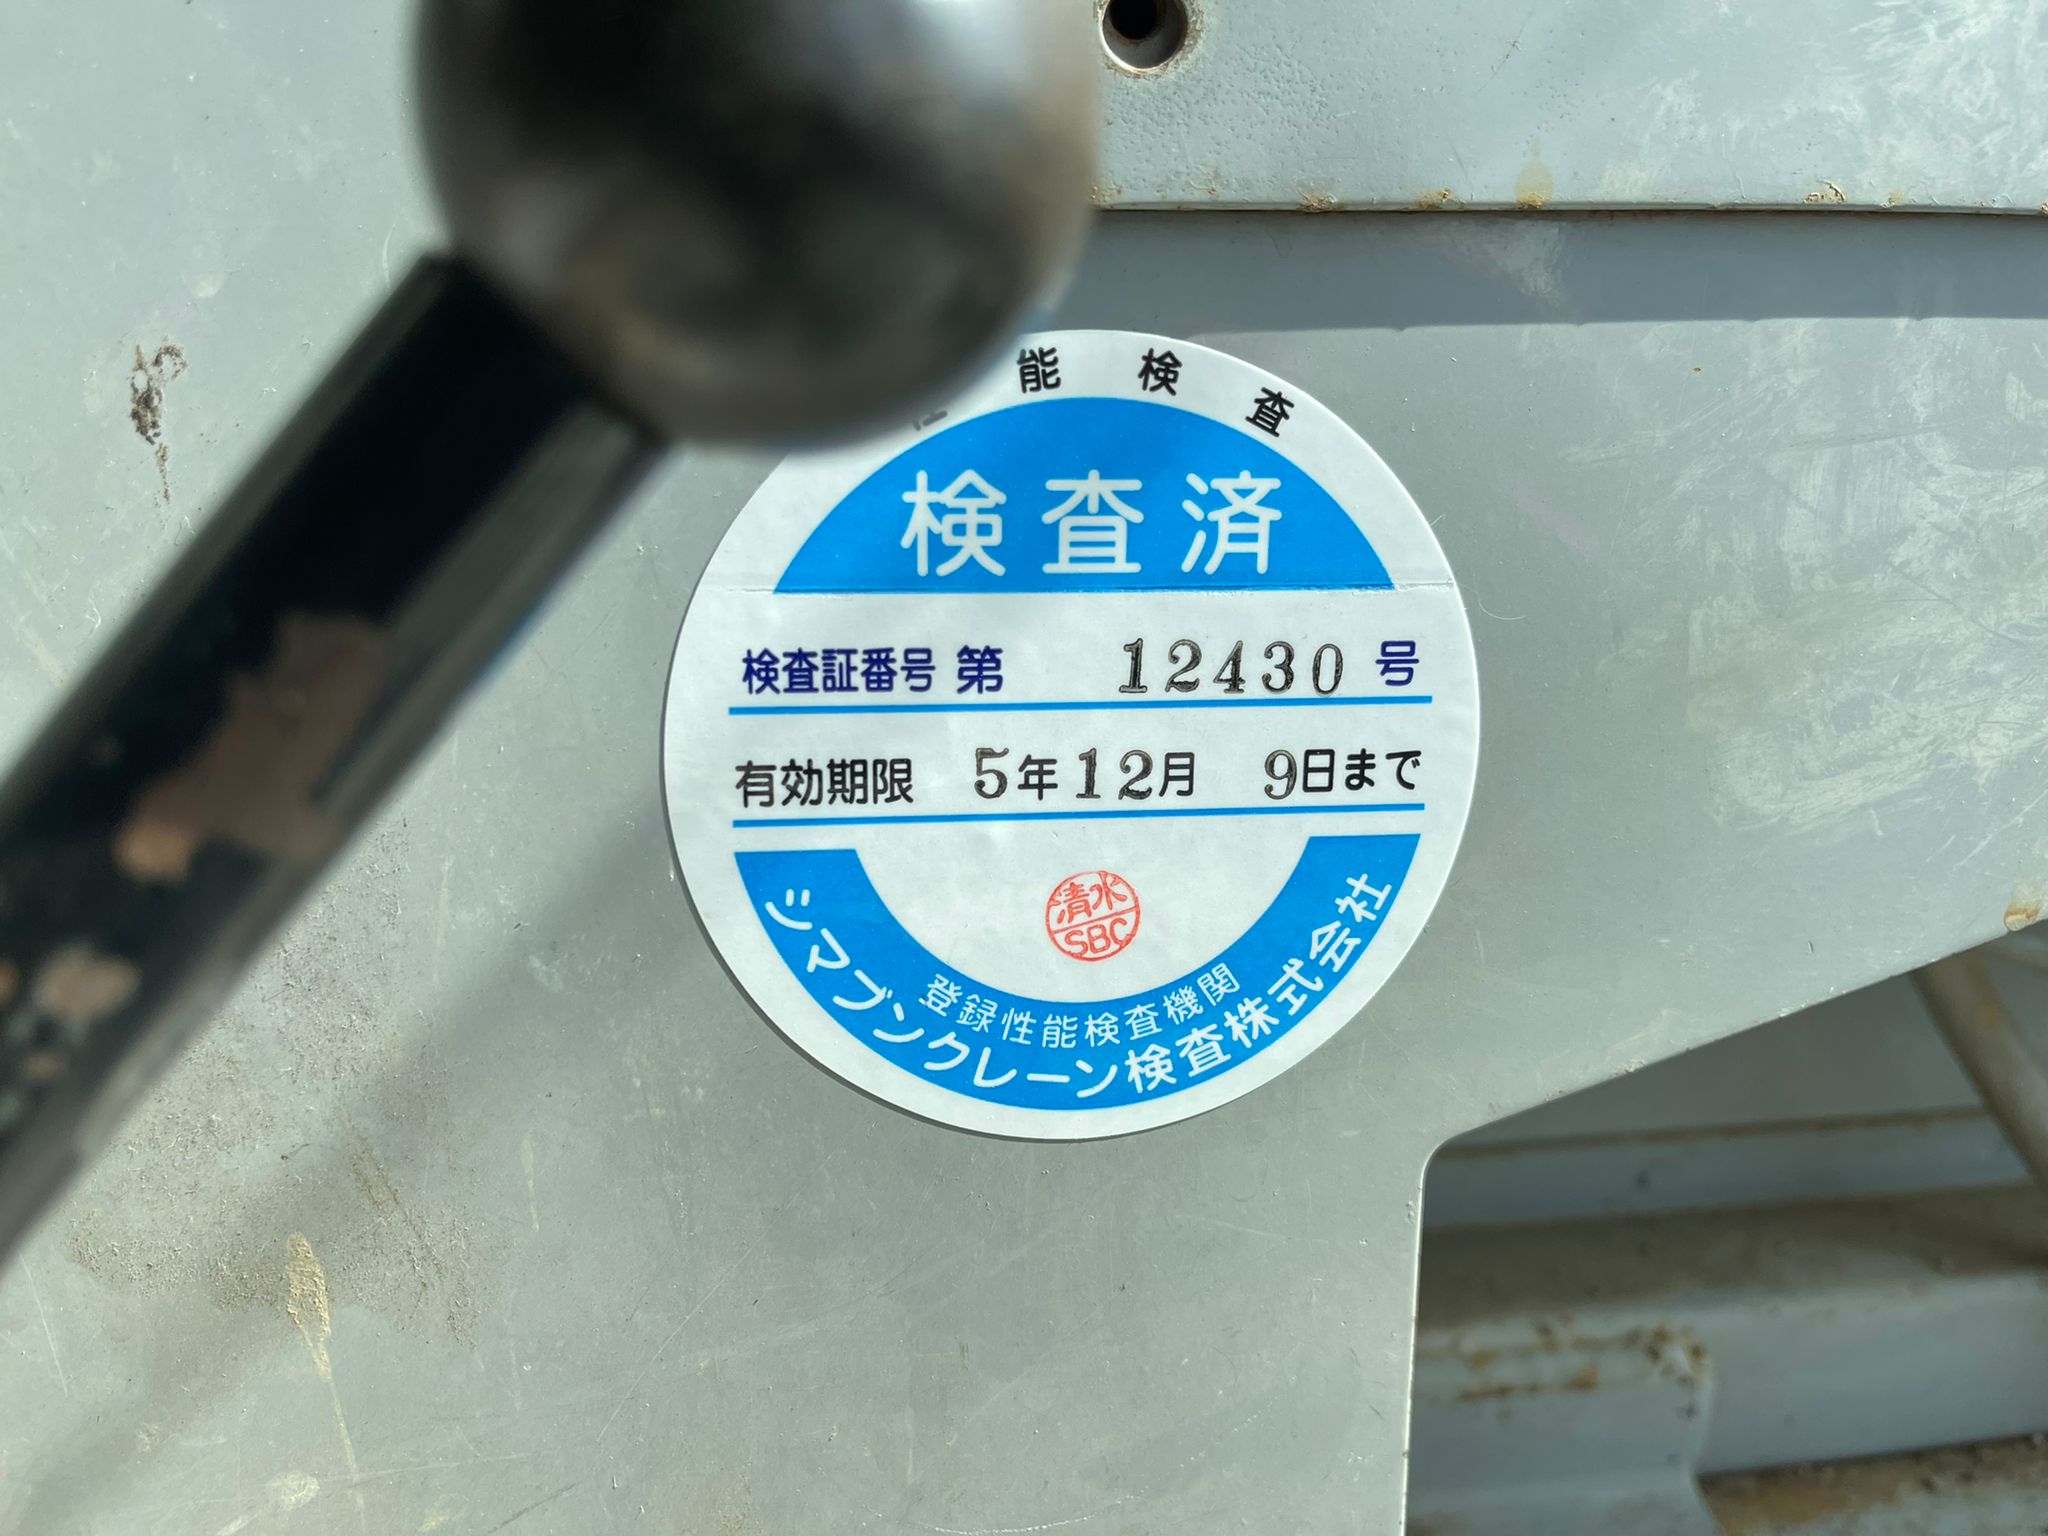 能検査
検査済
検査証番号 第 12430 号
有効期限 5年12月 9日まで
清水
SBC
登録性能検査機関
シマブンクレーン検査株式会社